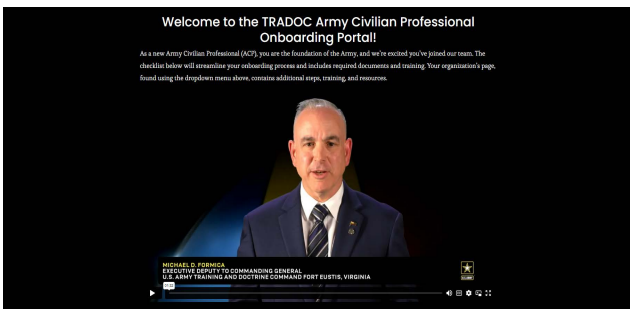 Welcome to the TRADOC Army Civilian Professional
Onboarding Portal!
As a new Army Civilian Professional (ACP), you are the foundation of the Army, and we're excited you've joined our team. The
checklist below will streamline your onboarding process and includes required documents and training. Your organization's page,
found using the dropdown menu above, contains additional steps, training, and resources.
MICHAEL D. FORMICA
EXECUTIVE DEPUTY TO COMMANDING GENERAL
U.S. ARMY TRAINING AND DOCTRINE COMMAND FORT EUSTIS, VIRGINIA
U.S. ARMY